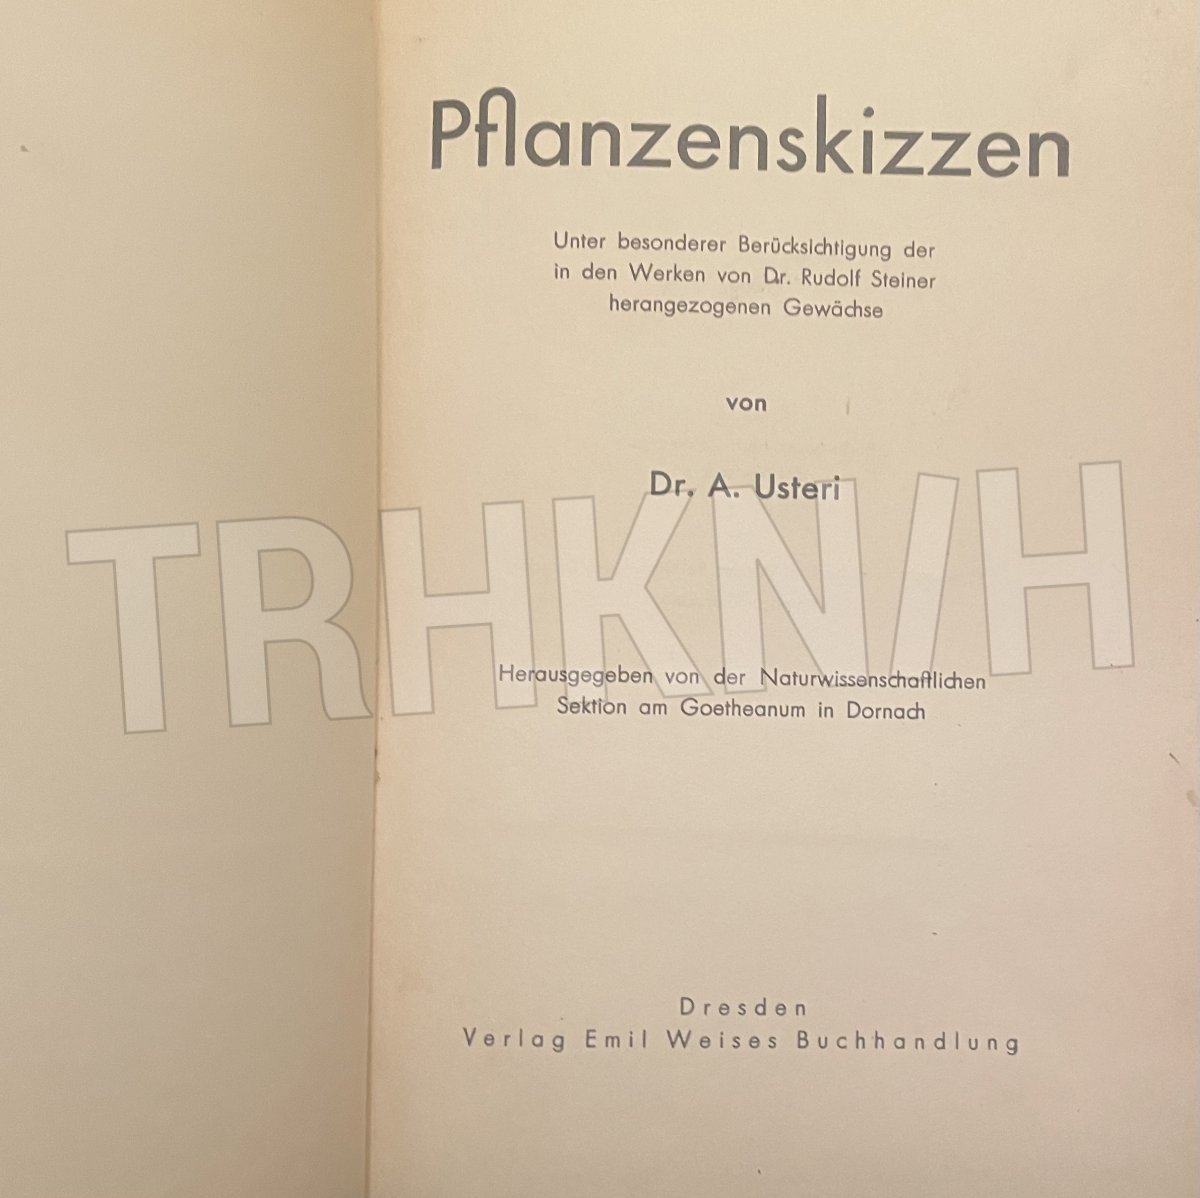 Pflanzenskizzen
Unter besonderer Berücksichtigung der
in den Werken von Dr. Rudolf Steiner
herangezogenen Gewächse
von
Dr. A. Usteri
TRHKN/H
Herausgegeben von der Naturwissenschaftlichen
Sektion am Goetheanum in Dornach
Dresden
Verlag Emil Weises Buchhandlung